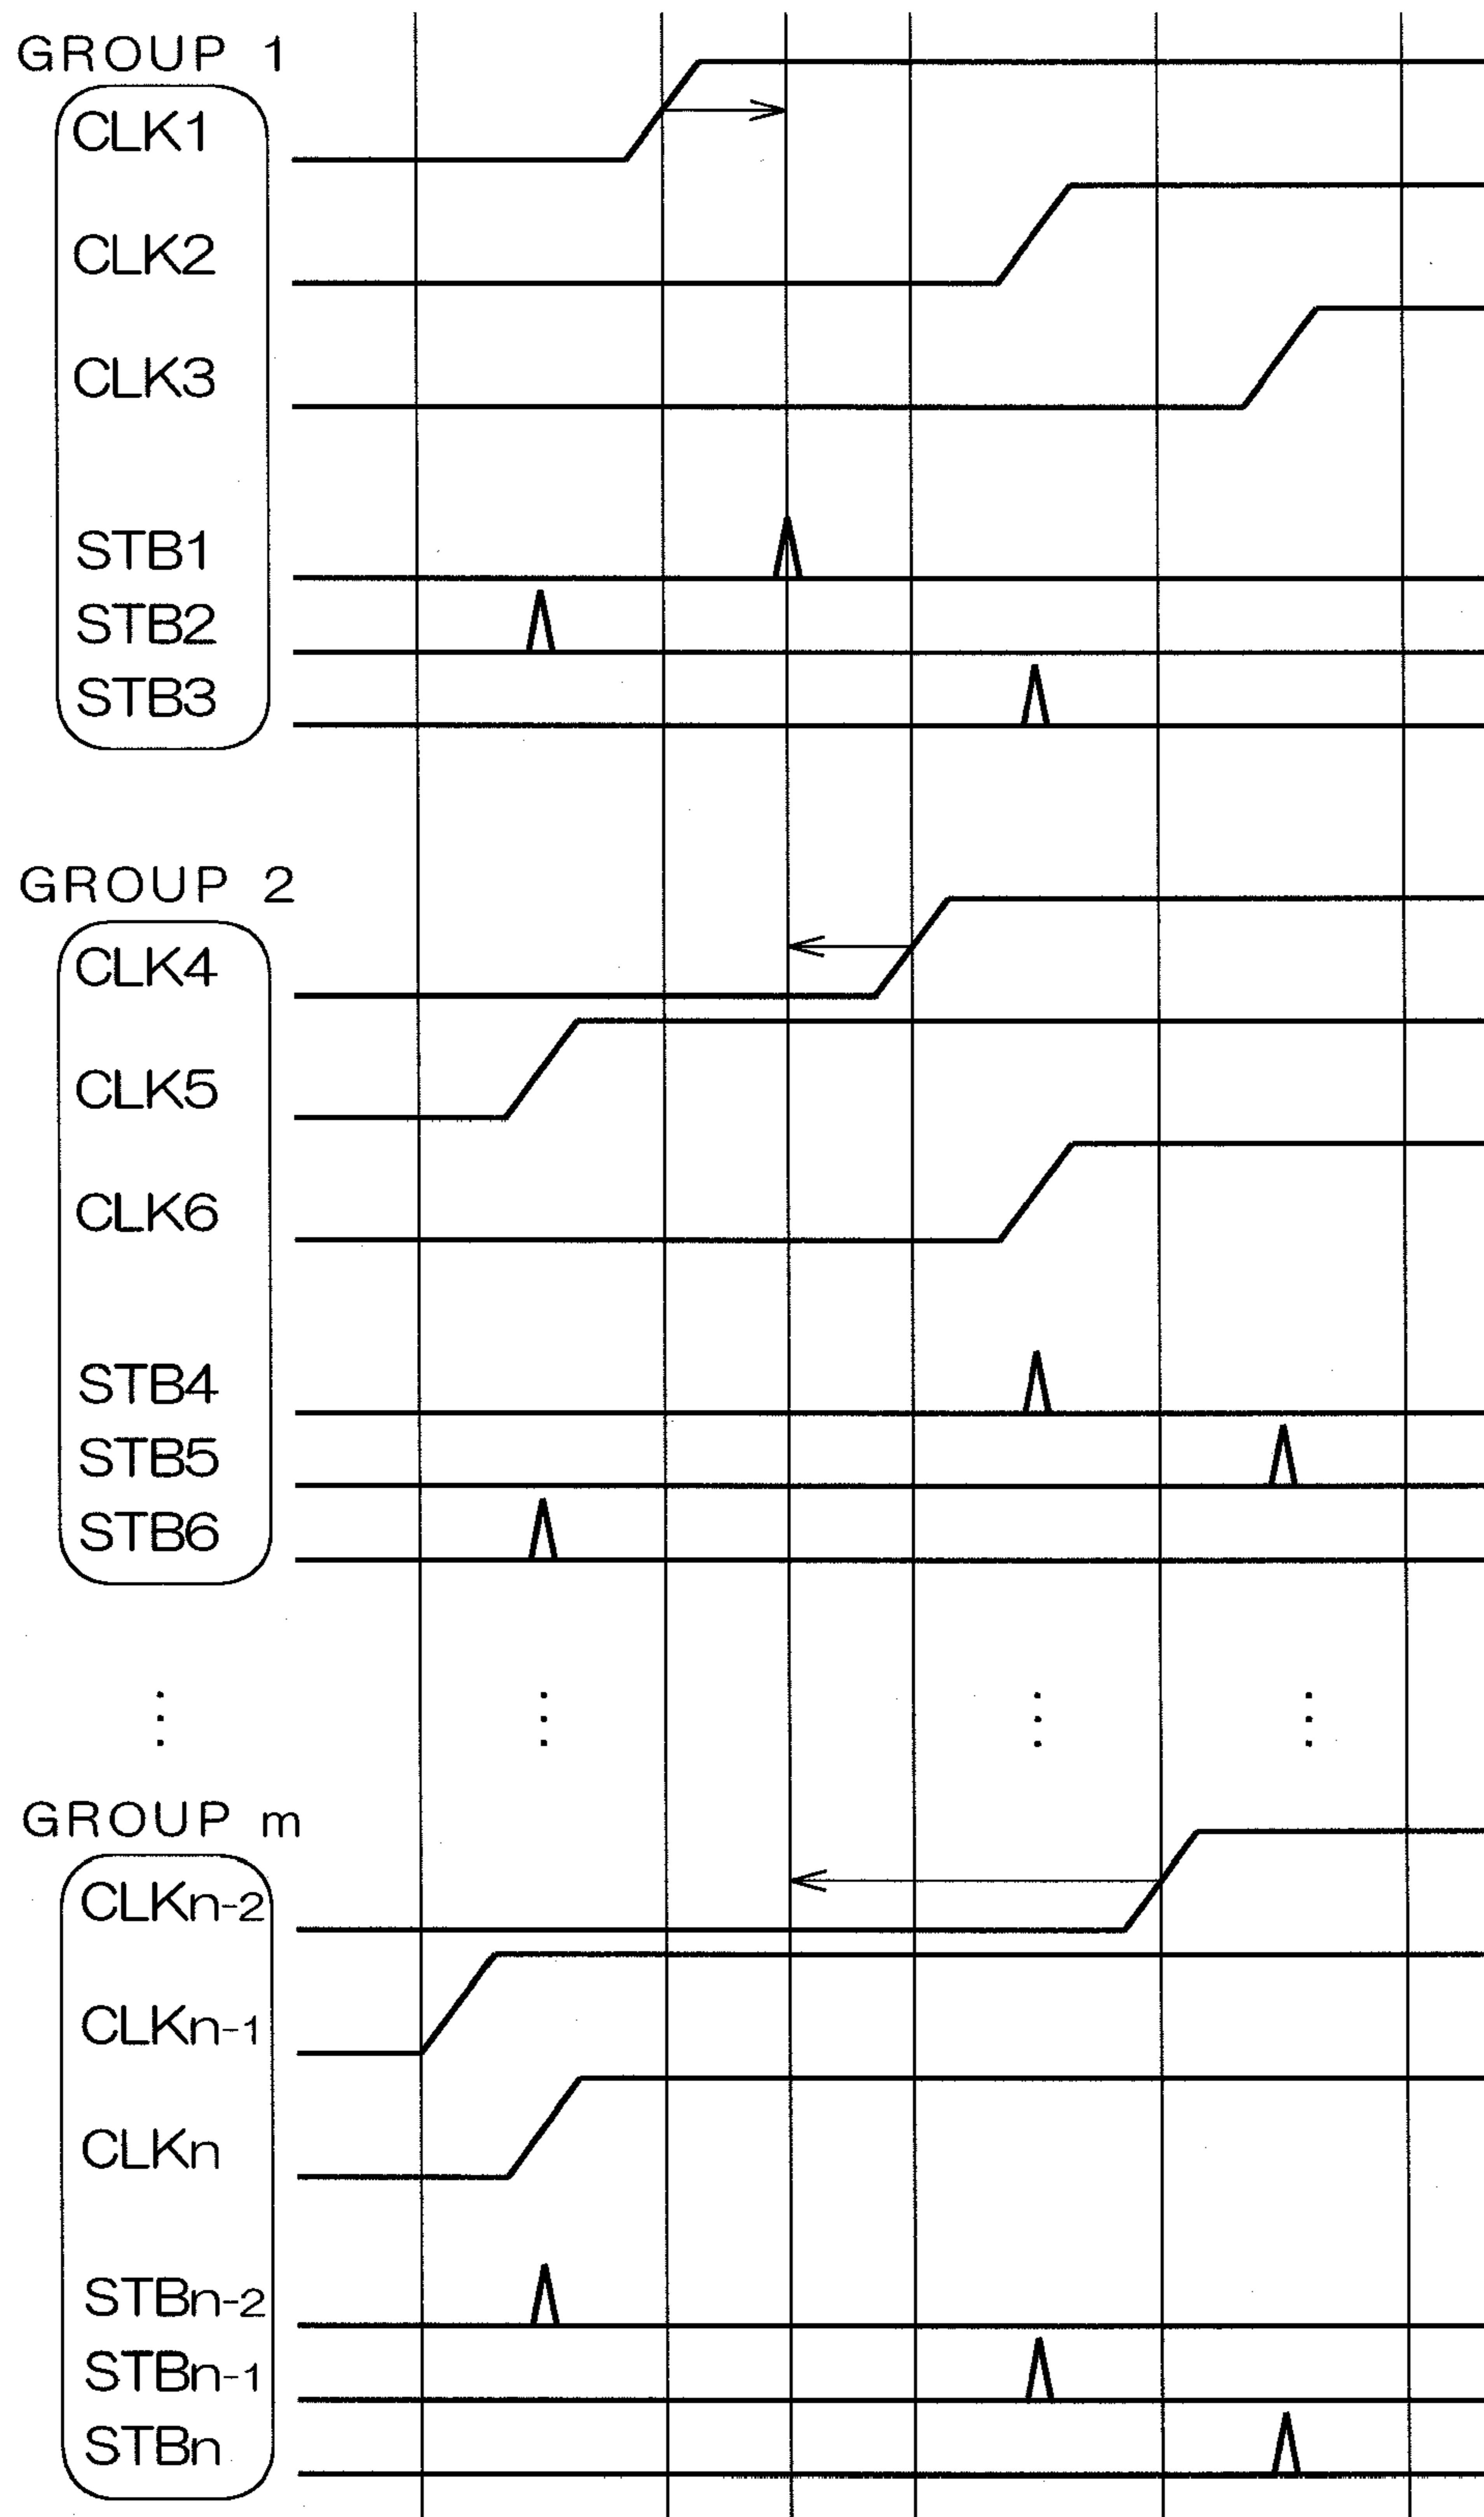 GROUP 1
CLK1
CLK2
CLK3
STB1
STB2
STB3
GROUP 2
CLK4
CLK5
CLK6
STB4
STB5
STB6
GROUP m
CLKn-2
CLKn-1
CLKn
STBn-2
STBn-1
STBn